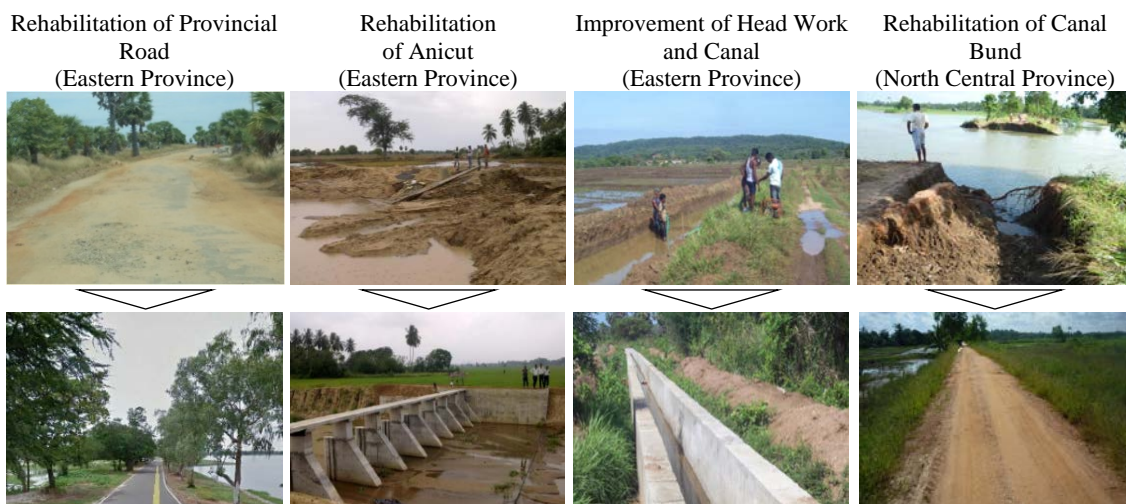 Rehabilitation of Provincial
Road
(Eastern Province)
Rehabilitation
of Anicut
(Eastern Province)
Improvement of Head Work
and Canal
(Eastern Province)
Rehabilitation of Canal
Bund
(North Central Province)